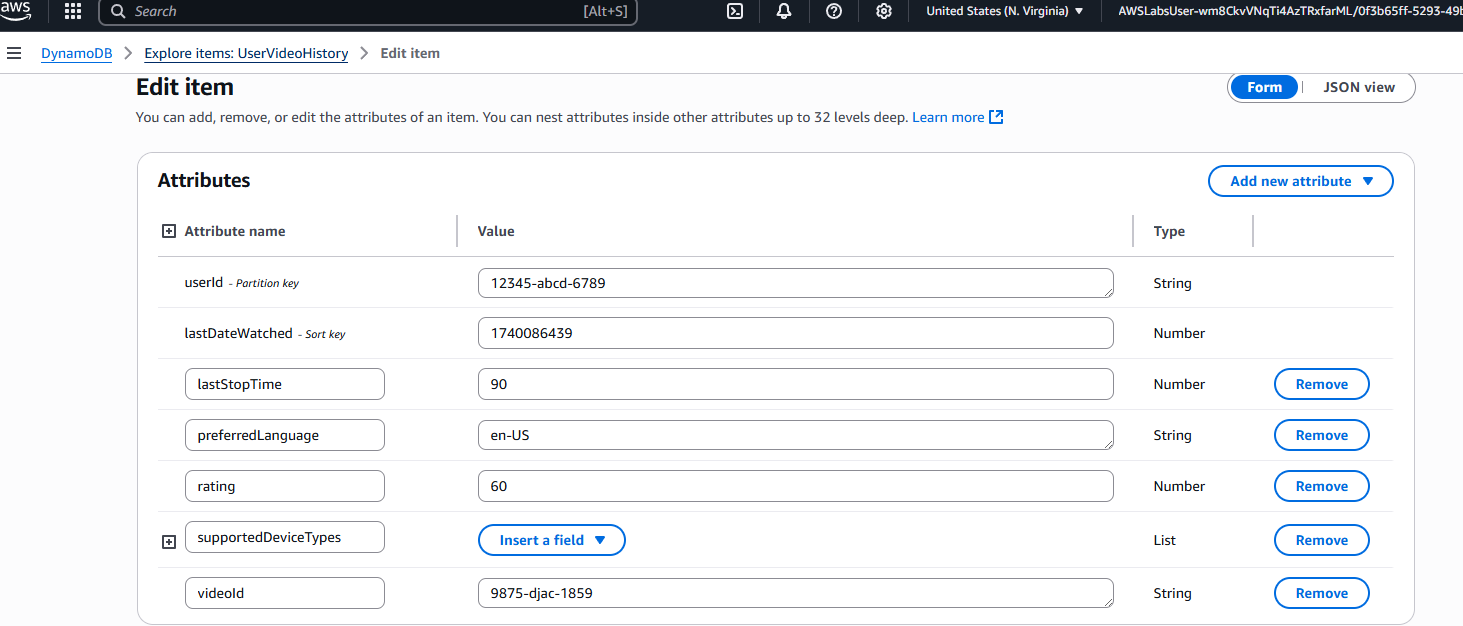 aws Search [Alt+S] United States (N. Virginia) AWSLabsUser-wm8CkvVNqTi4AzTRxfarML/0f3b65ff-5293-49b
DynamoDB Explore items: UserVideoHistory Edit item
Edit item Form JSON view
You can add, remove, or edit the attributes of an item. You can nest attributes inside other attributes up to 32 levels deep. Learn more
Attributes Add new attribute
Attribute name Value Type
userId - Partition key 12345-abcd-6789 String
lastDateWatched - Sort key 1740086439 Number
lastStopTime 90 Number Remove
preferredLanguage en-US String Remove
rating 60 Number Remove
supportedDeviceTypes Insert a field List Remove
videoId 9875-djac-1859 String Remove